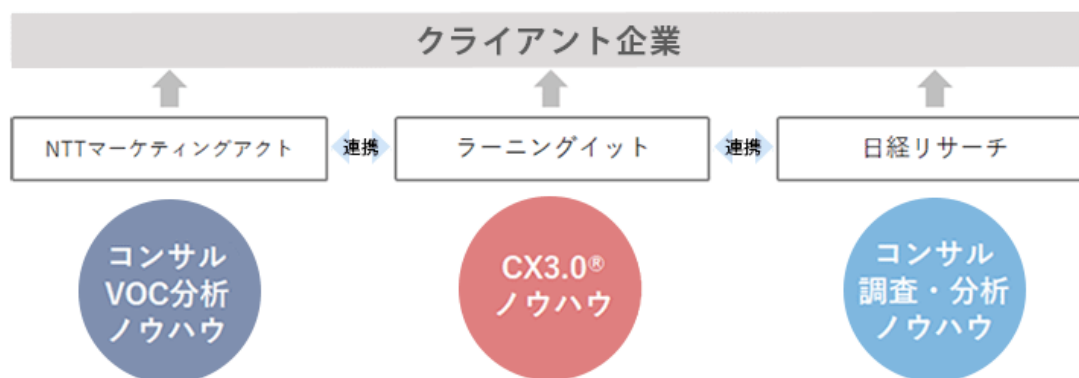 クライアント企業
NTTマーケティングアクト
連携
ラーニングイット
連携
日経リサーチ
コンサル
VOC分析
ノウハウ
CX3.0®
ノウハウ
コンサル
調査・分析
ノウハウ